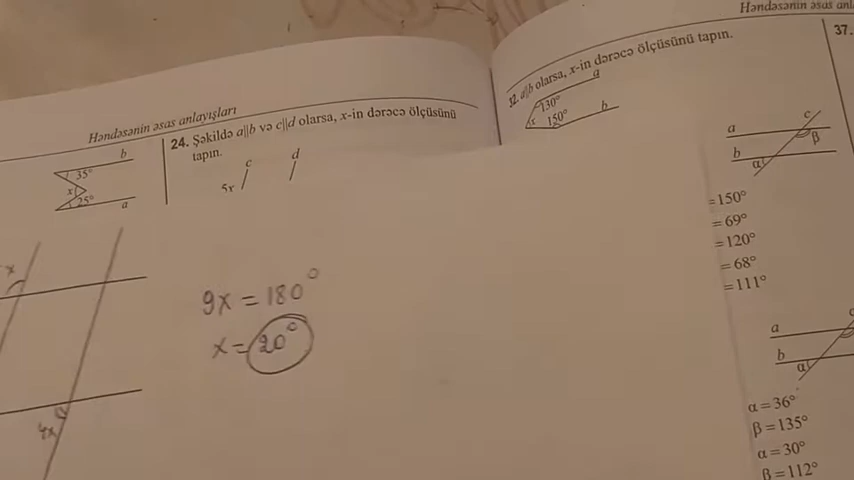 Həndəsənin əsas anlayışları
b
35°
x
25°
a
24. Şəkildə a||b və c||d olarsa, x-in dərəcə ölçüsünü
tapın.
c
d
5x
x
4x
9x = 180°
x = 20°
Həndəsənin əsas anl
32. a||b olarsa, x-in dərəcə ölçüsünü tapın.
a
130°
b
x
150°
37.
c
a
β
b
α
=150°
=69°
=120°
=68°
=111°
c
a
b
α
α=36°
β=135°
α=30°
β=112°